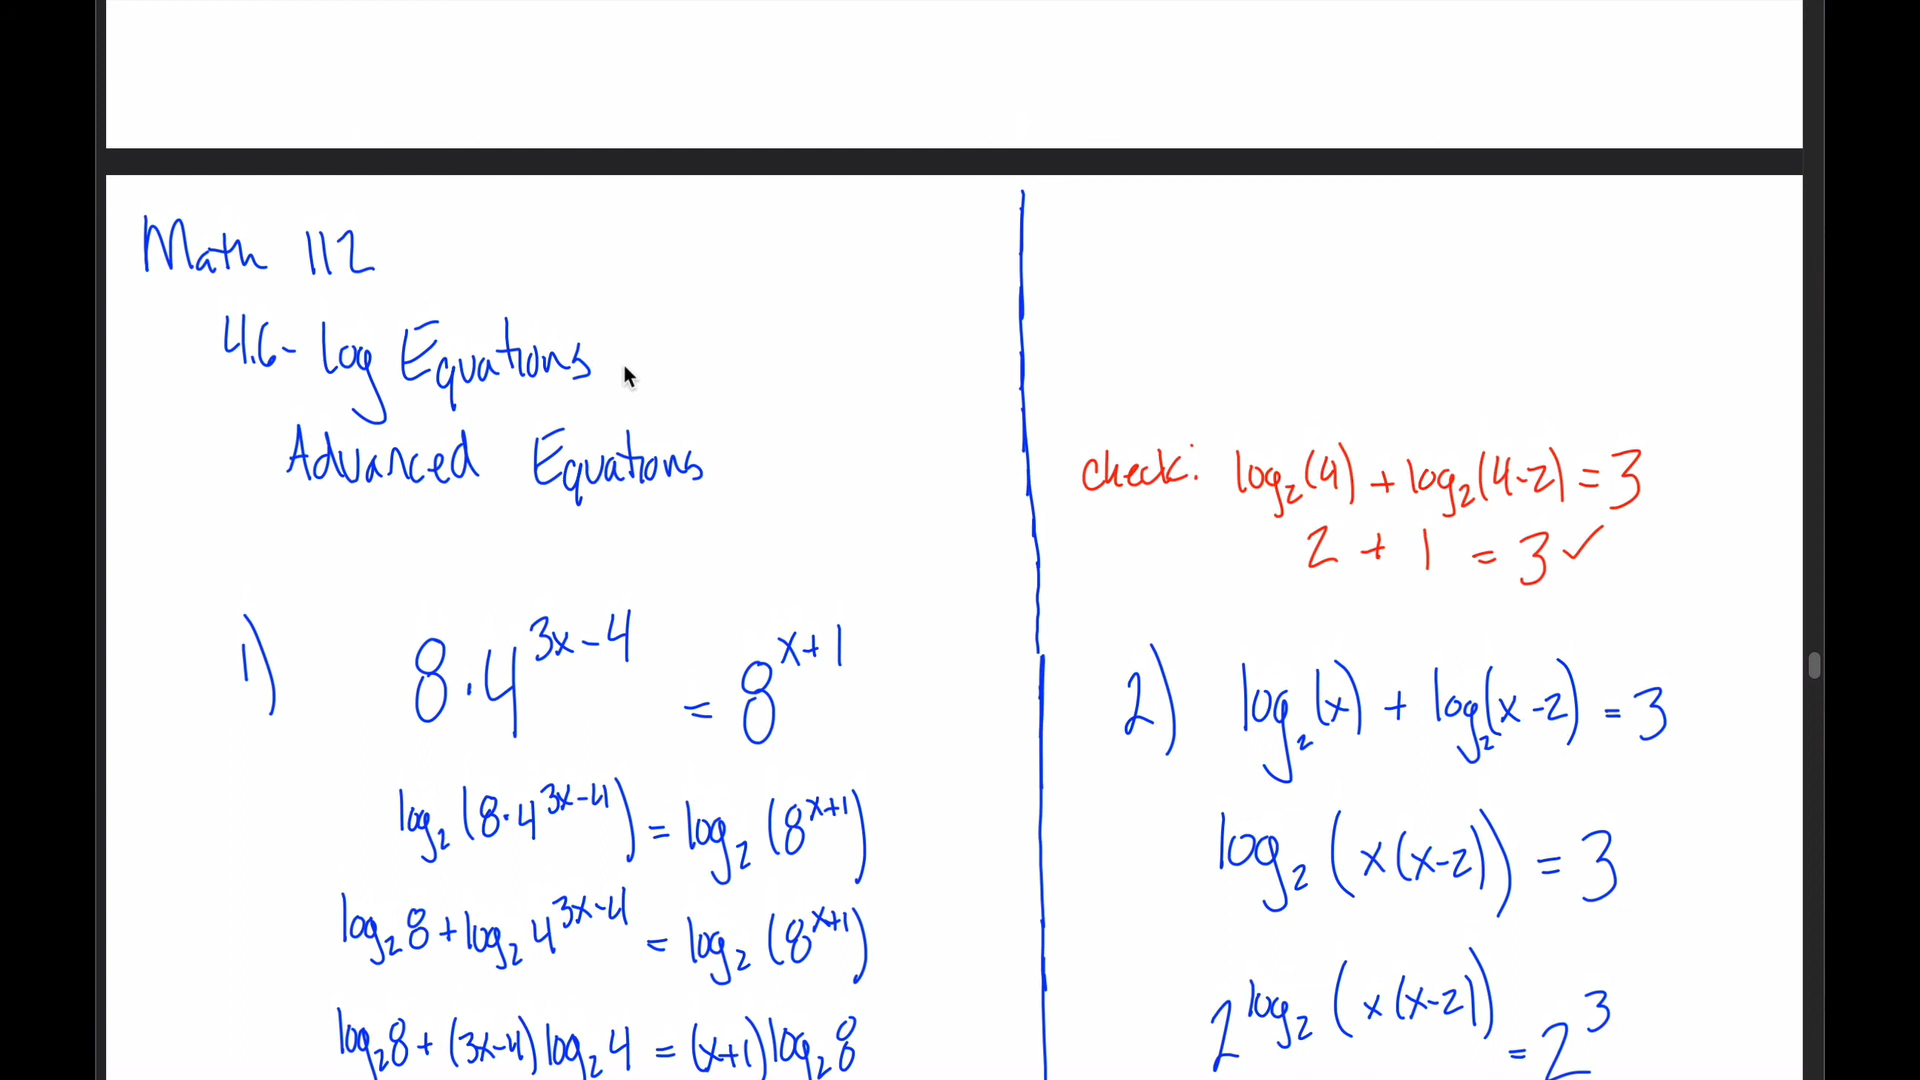 Math 112
4.6- log Equations
Advanced Equations
1) 8·4^(3x-4) = 8^(x+1)
log₂(8·4^(3x-4)) = log₂(8^(x+1))
log₂8 + log₂4^(3x-4) = log₂(8^(x+1))
log₂8 + (3x-4)log₂4 = (x+1)log₂8
check: log₂(4) + log₂(4-2) = 3
2 + 1 = 3 ✓
2) log₂(x) + log₂(x-2) = 3
log₂(x(x-2)) = 3
2^(log₂(x(x-2))) = 2³